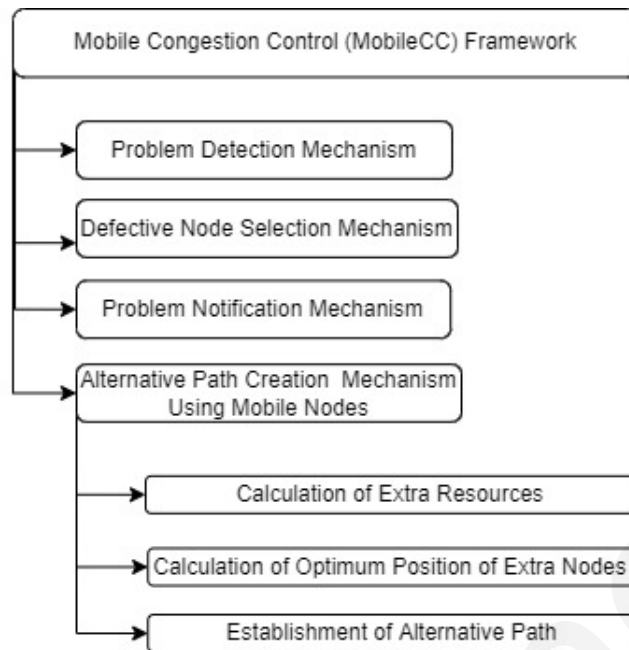 Mobile Congestion Control (MobileCC) Framework
Problem Detection Mechanism
Defective Node Selection Mechanism
Problem Notification Mechanism
Alternative Path Creation Mechanism
Using Mobile Nodes
Calculation of Extra Resources
Calculation of Optimum Position of Extra Nodes
Establishment of Alternative Path